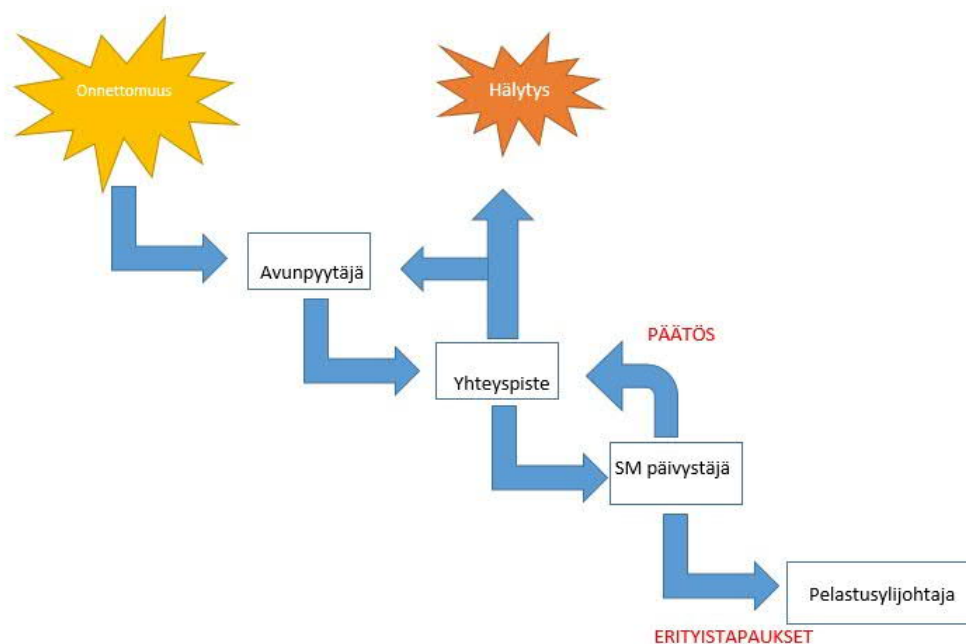 Onnettomuus
Hälytys
Avunpyytäjä
PÄÄTÖS
Yhteyspiste
SM päivystäjä
Pelastusylijohtaja
ERITYISTAPAUKSET